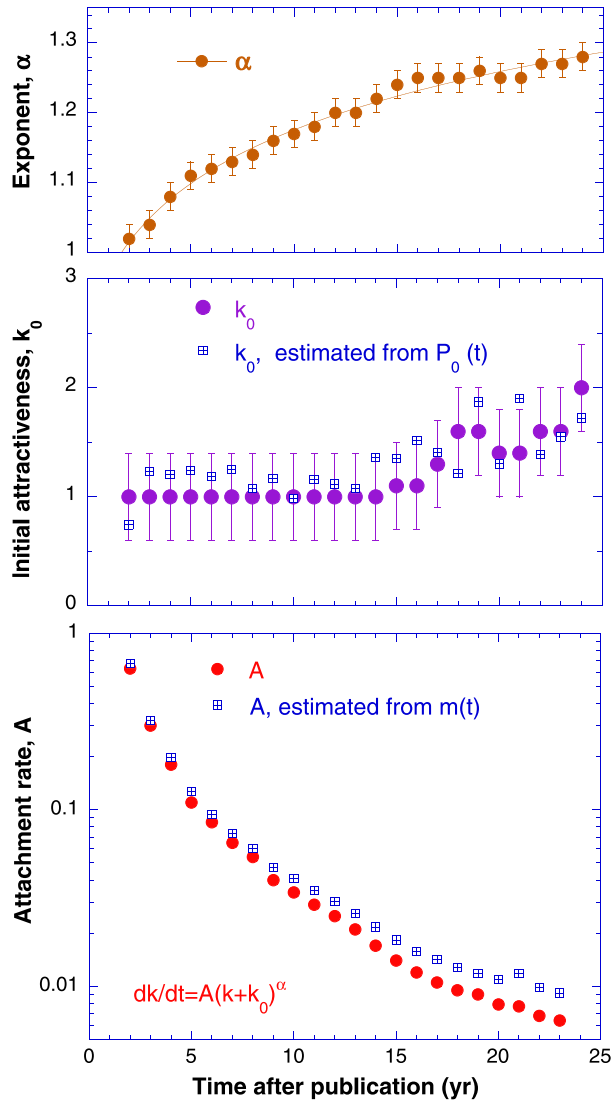 1.3
1.2
1.1
1
Exponent, α
α
3
2
1
0
Initial attractiveness, k₀
k₀
k₀, estimated from P₀ (t)
1
0.1
0.01
Attachment rate, A
A
A, estimated from m(t)
dk/dt=A(k+k₀)^α
0 5 10 15 20 25
Time after publication (yr)